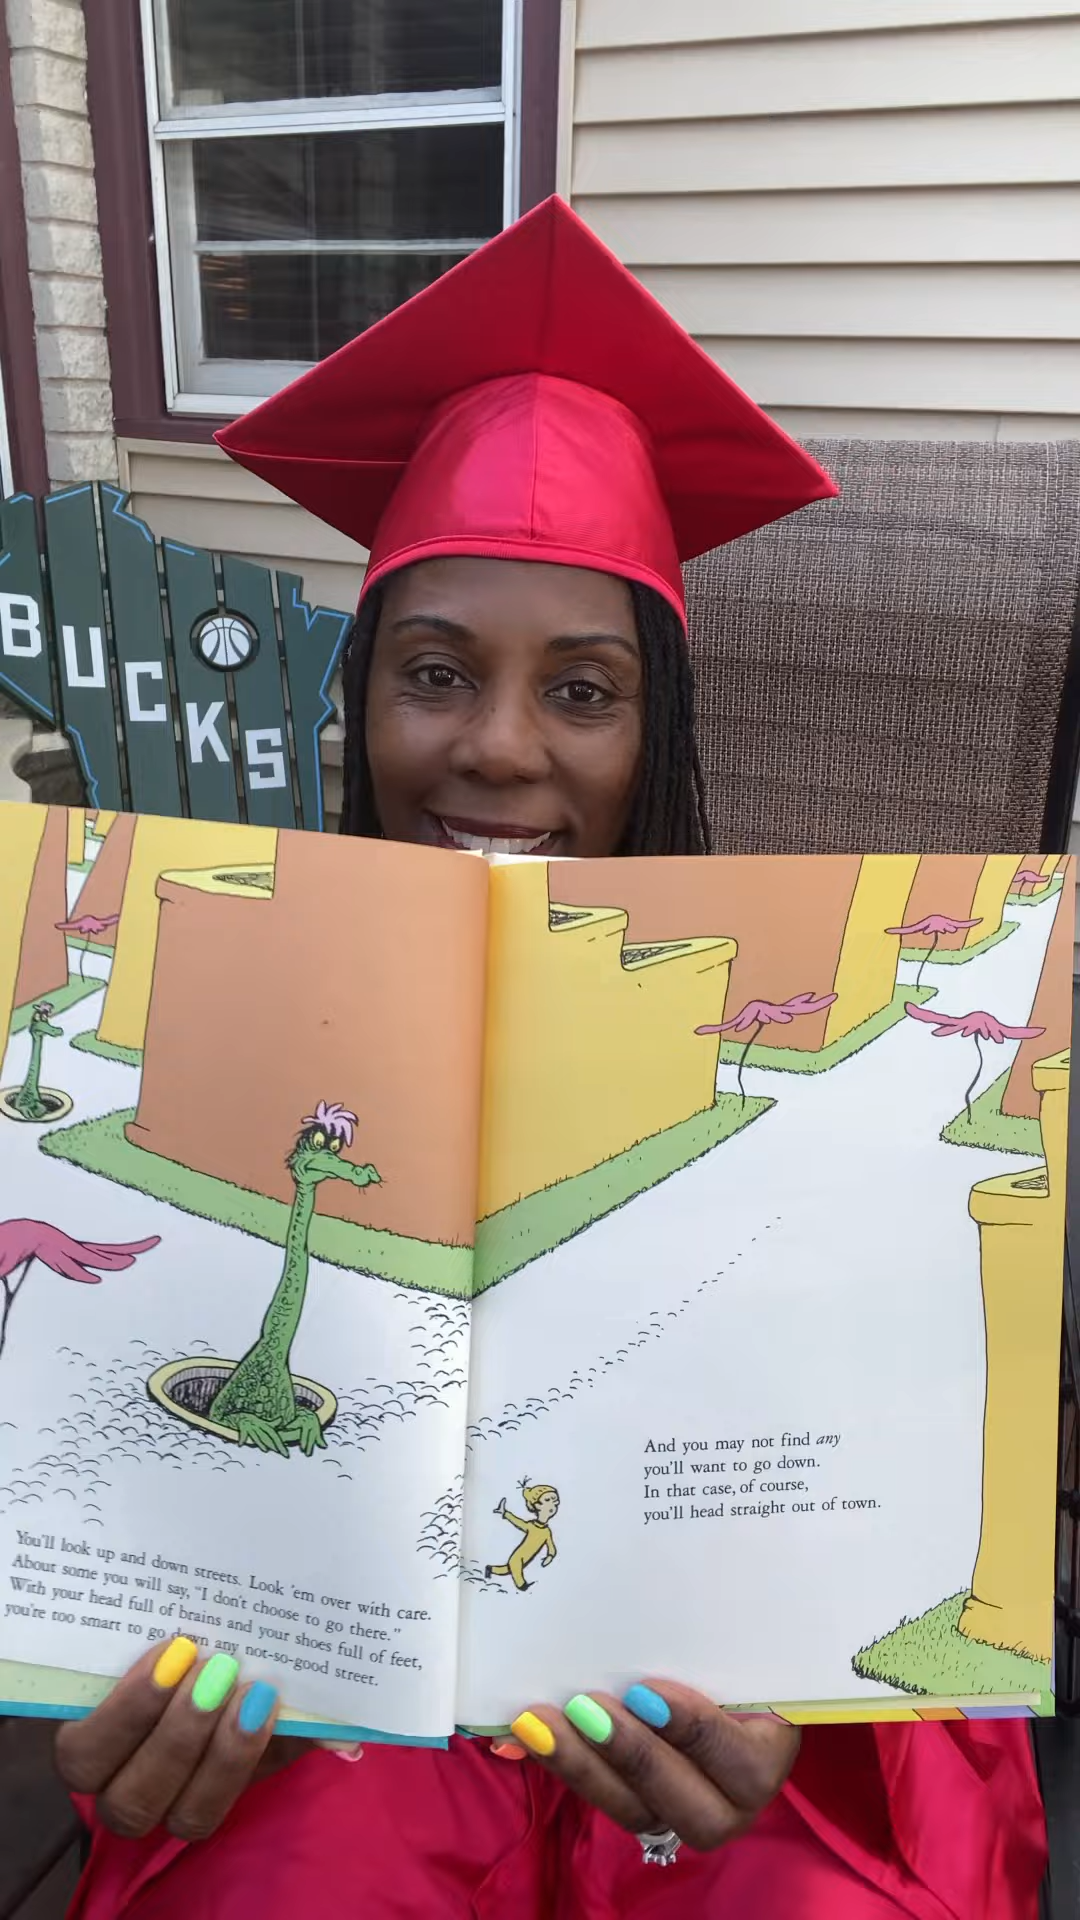 BUCKS
You'll look up and down streets. Look 'em over with care.
About some you will say, "I don't choose to go there."
With your head full of brains and your shoes full of feet,
you're too smart to go down any not-so-good street.
And you may not find any
you'll want to go down.
In that case, of course,
you'll head straight out of town.